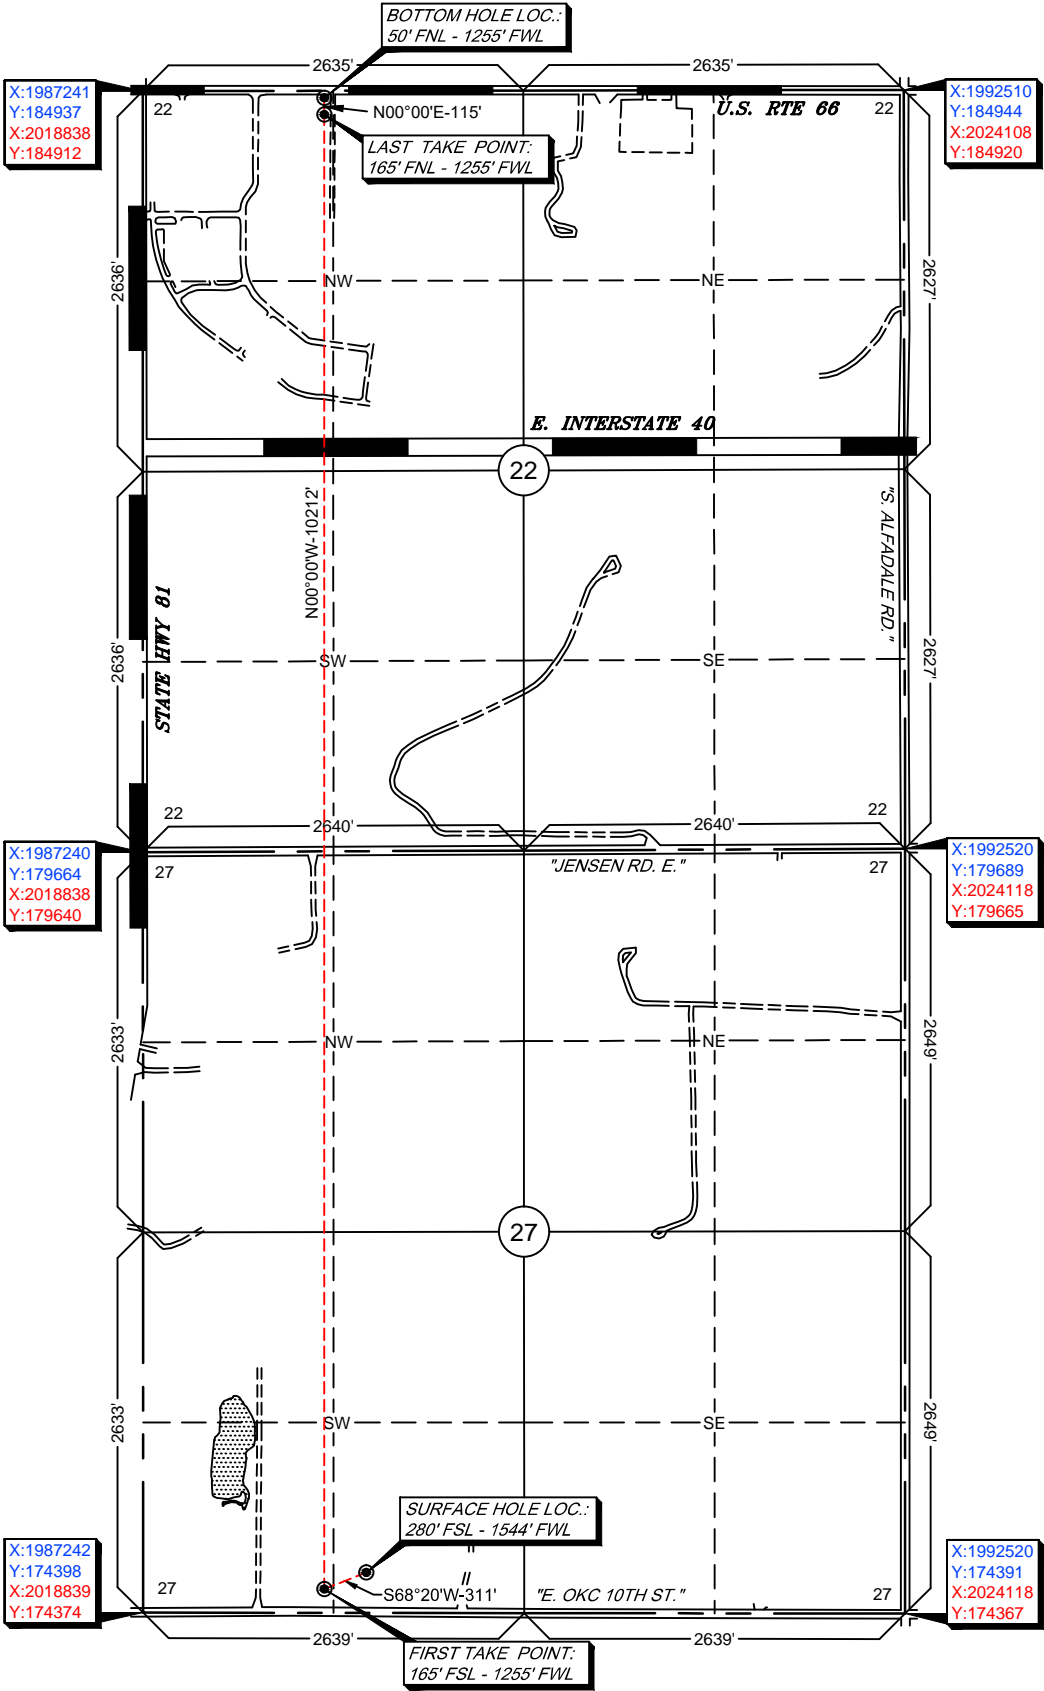 BOTTOM HOLE LOC.:
50' FNL - 1255' FWL
2635'
2635'
X:1987241
Y:184937
X:2018838
Y:184912
22
N00°00'E-115'
U.S. RTE 66
22
X:1992510
Y:184944
X:2024108
Y:184920
LAST TAKE POINT:
165' FNL - 1255' FWL
2636'
NW
NE
2627'
E. INTERSTATE 40
22
N00°00'W-10212'
"S. ALFADALE RD."
STATE HWY 81
2636'
SW
SE
2627'
22
2640'
2640'
22
X:1987240
Y:179664
X:2018838
Y:179640
27
"JENSEN RD. E."
27
X:1992520
Y:179689
X:2024118
Y:179665
2633'
NW
NE
2649'
27
2633'
SW
SE
2649'
SURFACE HOLE LOC.:
280' FSL - 1544' FWL
X:1987242
Y:174398
X:2018839
Y:174374
27
S68°20'W-311'
"E. OKC 10TH ST."
27
X:1992520
Y:174391
X:2024118
Y:174367
2639'
2639'
FIRST TAKE POINT:
165' FSL - 1255' FWL